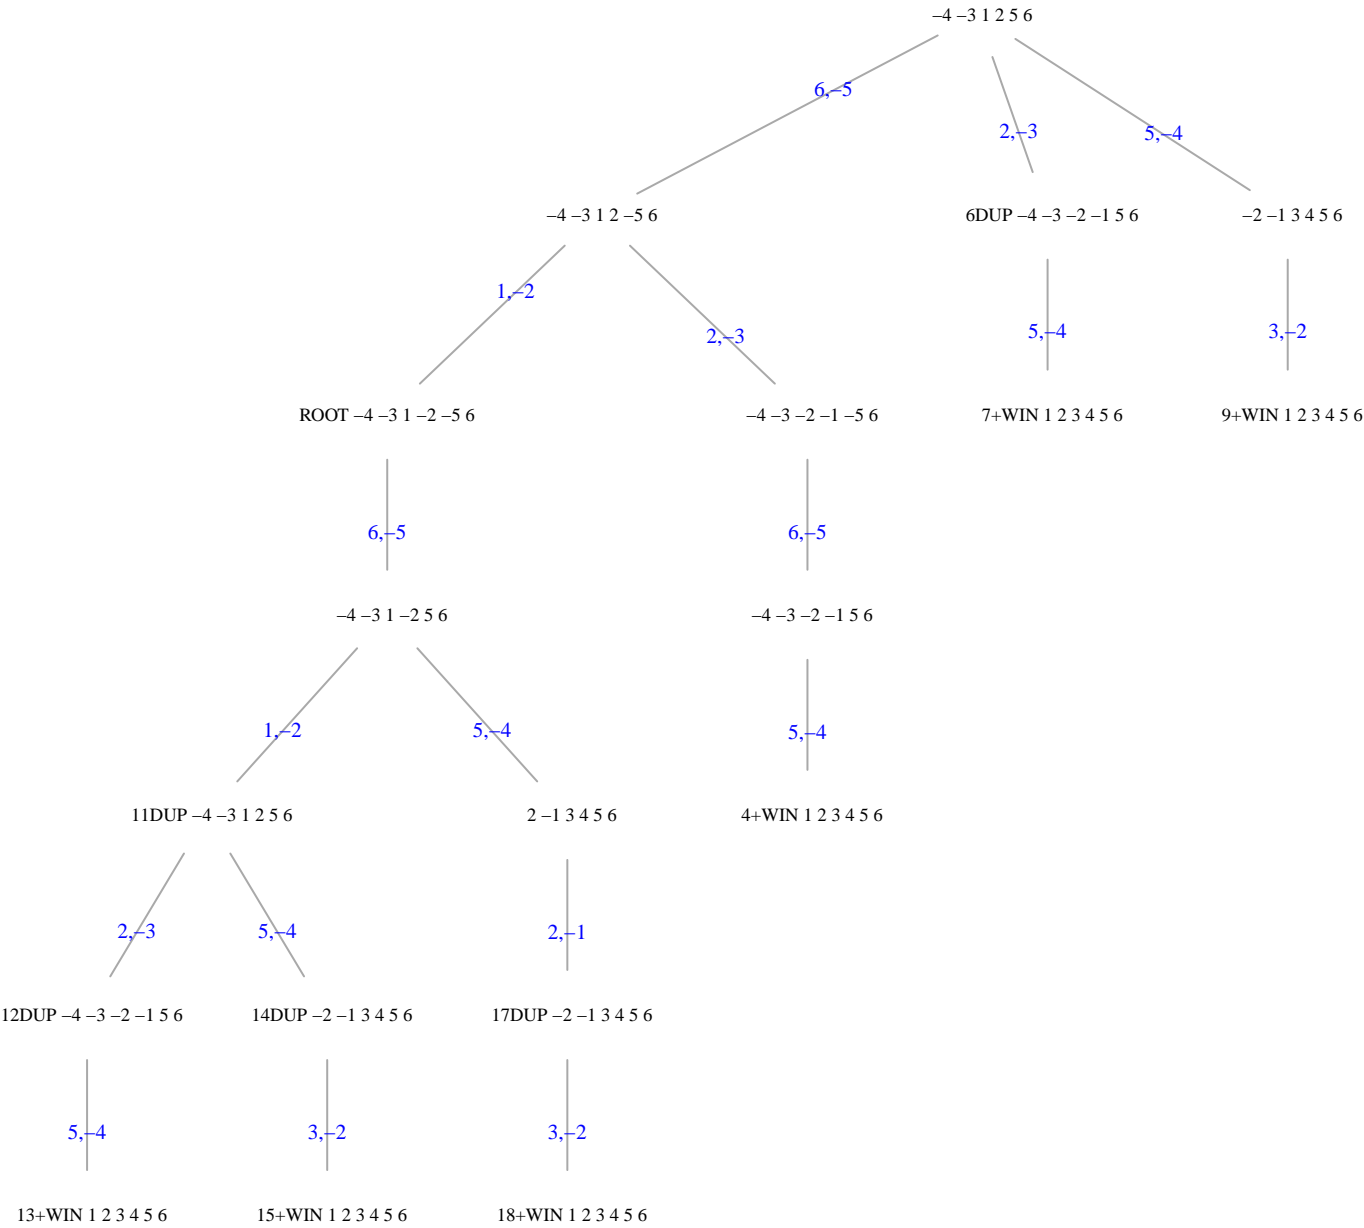 –4 –3 1 2 5 6
6,–5
2,–3
5,–4
–4 –3 1 2 –5 6
6DUP –4 –3 –2 –1 5 6
–2 –1 3 4 5 6
1,–2
2,–3
5,–4
3,–2
ROOT –4 –3 1 –2 –5 6
–4 –3 –2 –1 –5 6
7+WIN 1 2 3 4 5 6
9+WIN 1 2 3 4 5 6
6,–5
6,–5
–4 –3 1 –2 5 6
–4 –3 –2 –1 5 6
1,–2
5,–4
5,–4
11DUP –4 –3 1 2 5 6
2 –1 3 4 5 6
4+WIN 1 2 3 4 5 6
2,–3
5,–4
2,–1
12DUP –4 –3 –2 –1 5 6
14DUP –2 –1 3 4 5 6
17DUP –2 –1 3 4 5 6
5,–4
3,–2
3,–2
13+WIN 1 2 3 4 5 6
15+WIN 1 2 3 4 5 6
18+WIN 1 2 3 4 5 6